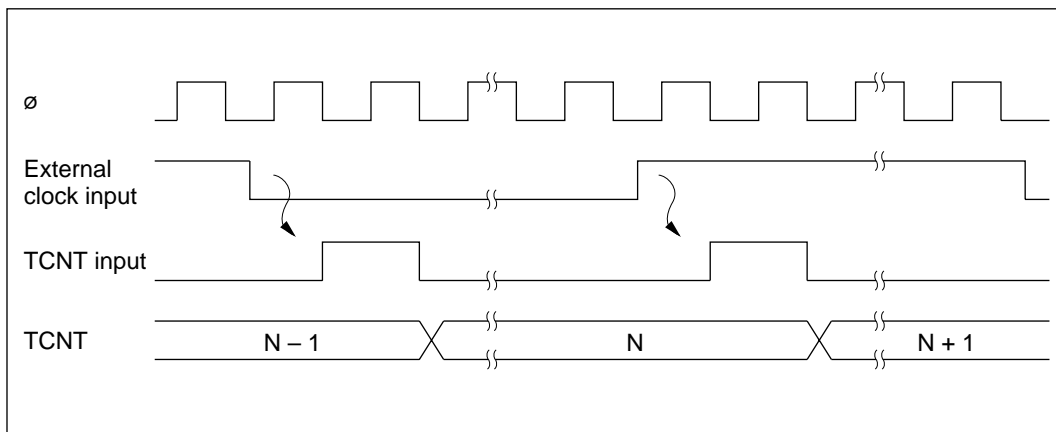 ø
External
clock input
TCNT input
TCNT
N – 1
N
N + 1